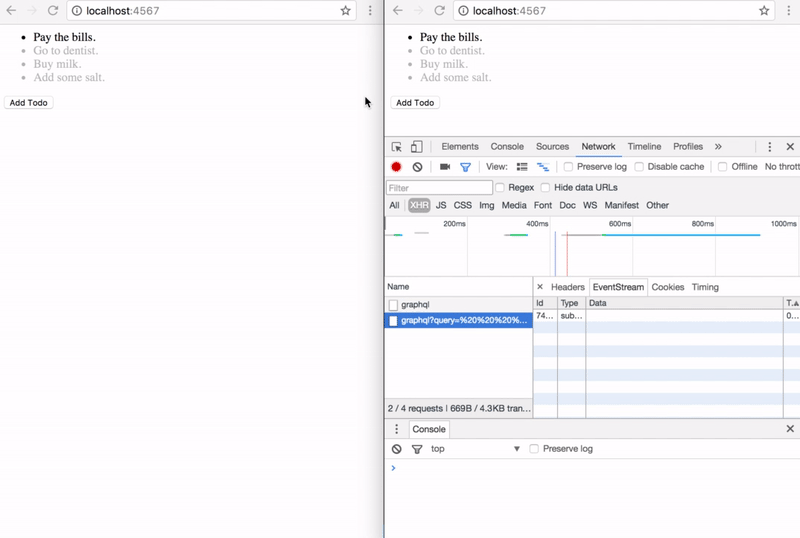 localhost:4567
Pay the bills.
Go to dentist.
Buy milk.
Add some salt.
Add Todo
localhost:4567
Pay the bills.
Go to dentist.
Buy milk.
Add some salt.
Add Todo
Elements Console Sources Network Timeline Profiles »
View: Preserve log Disable cache Offline No thrott
Filter Regex Hide data URLs
All XHR JS CSS Img Media Font Doc WS Manifest Other
200ms 400ms 600ms 800ms 1000ms
Name
graphql
graphql?query=%20%20%20%...
2 / 4 requests | 669B / 4.3KB tran...
× Headers EventStream Cookies Timing
Id Type Data T...
74... sub... 0...
Console
top Preserve log
>